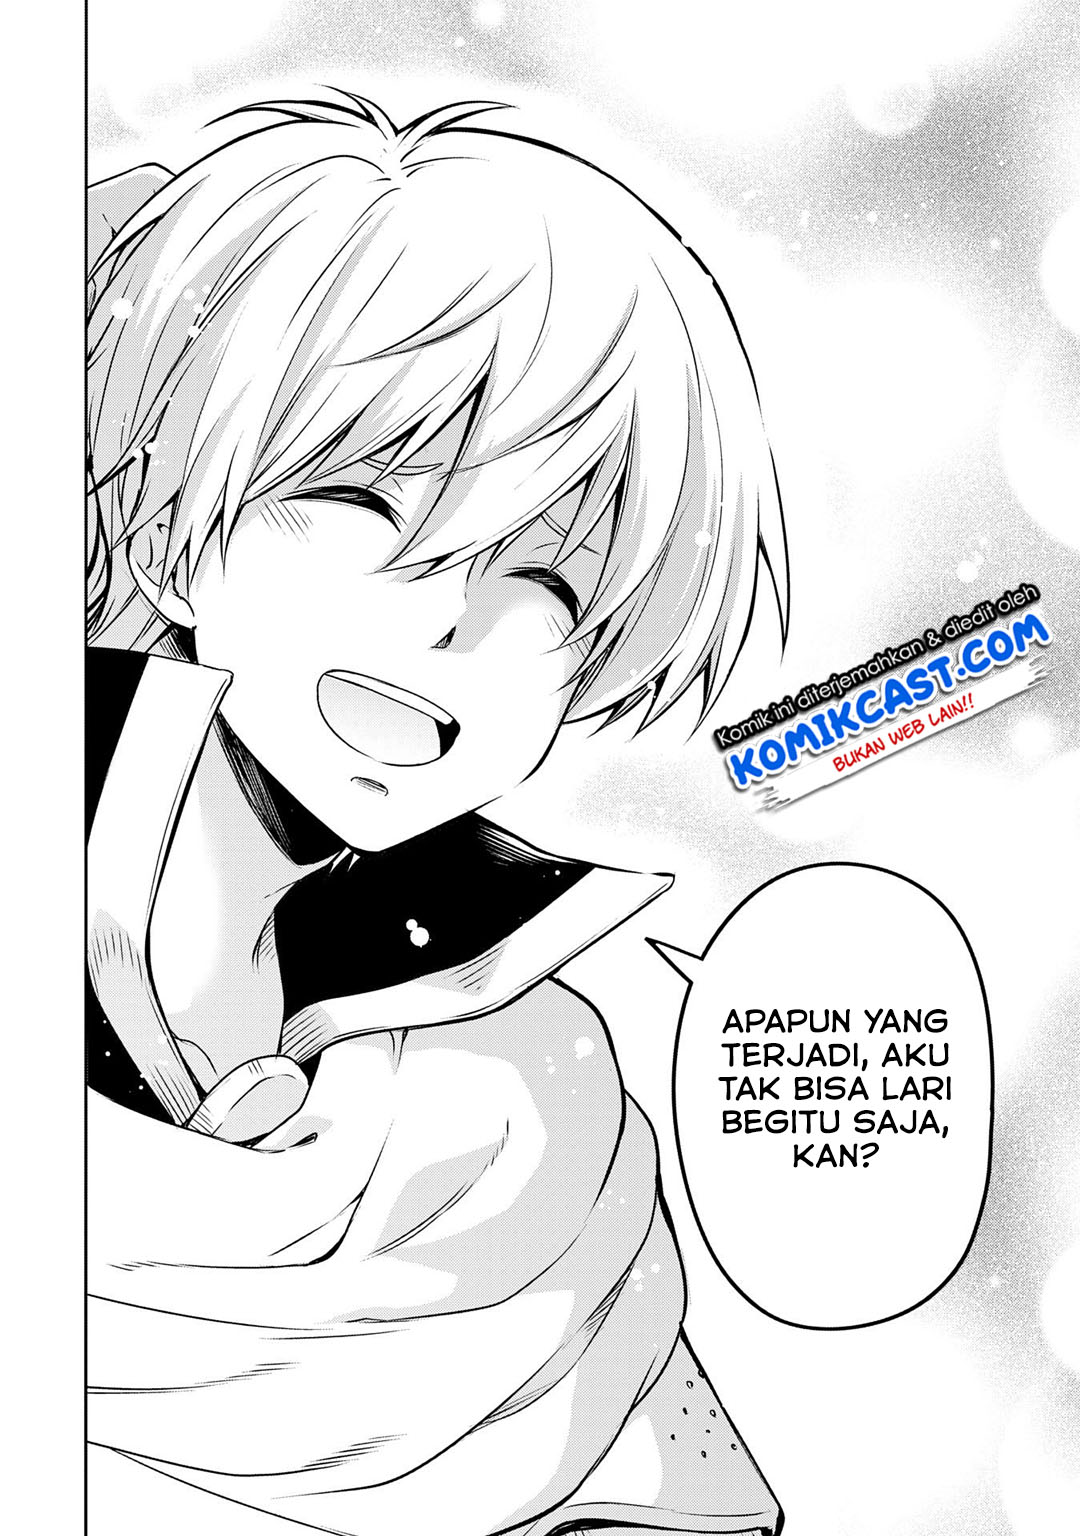 Komik ini diterjemahkan & diedit oleh
KOMIKCAST.COM
BUKAN WEB LAIN!!
APAPUN YANG
TERJADI, AKU
TAK BISA LARI
BEGITU SAJA,
KAN?